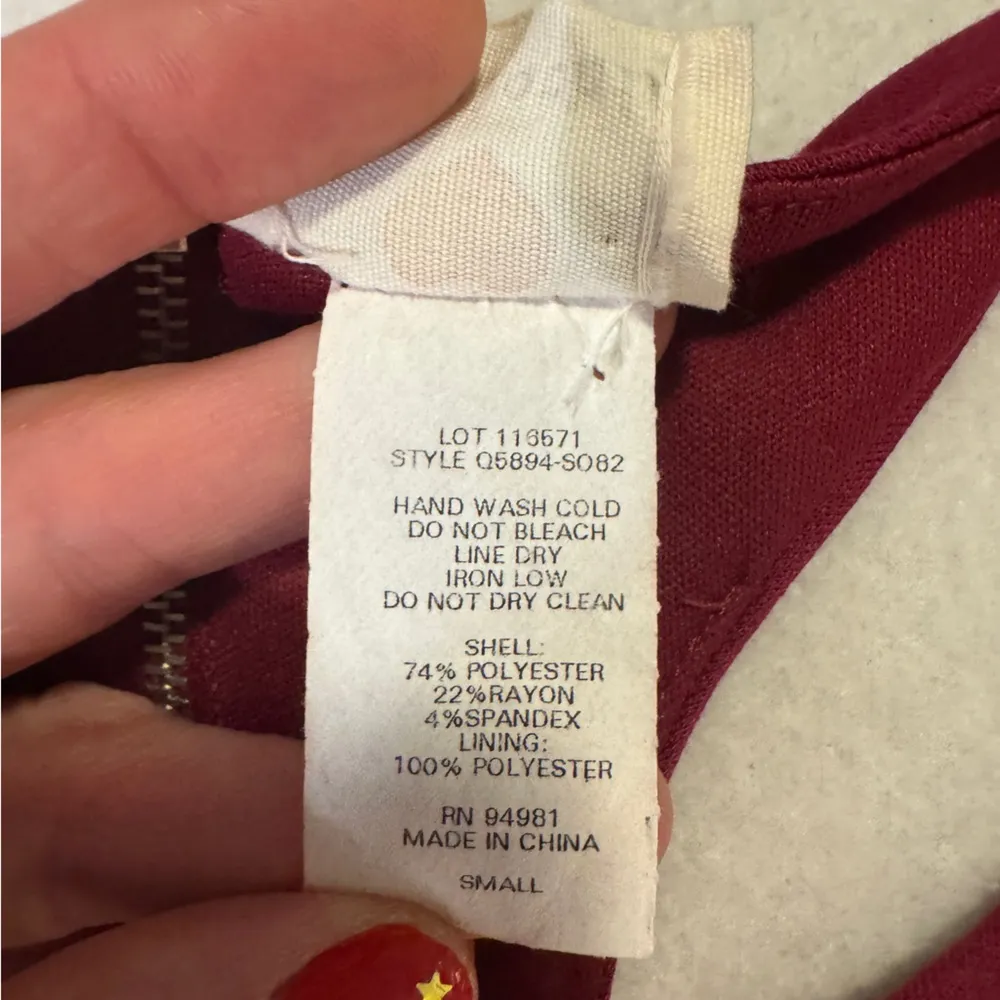 LOT 116571
STYLE Q5894-SO82
HAND WASH COLD
DO NOT BLEACH
LINE DRY
IRON LOW
DO NOT DRY CLEAN
SHELL:
74% POLYESTER
22%RAYON
4%SPANDEX
LINING:
100% POLYESTER
RN 94981
MADE IN CHINA
SMALL